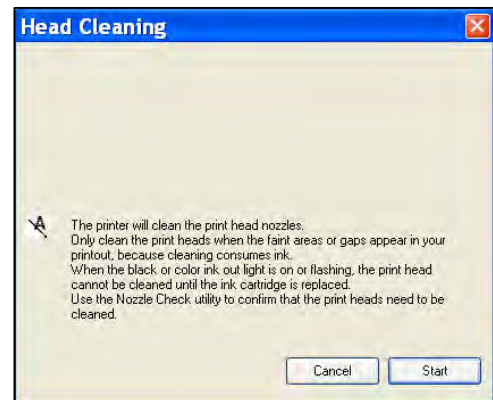 Head Cleaning
The printer will clean the print head nozzles.
Only clean the print heads when the faint areas or gaps appear in your
printout, because cleaning consumes ink.
When the black or color ink out light is on or flashing, the print head
cannot be cleaned until the ink cartridge is replaced.
Use the Nozzle Check utility to confirm that the print heads need to be
cleaned.
Cancel Start